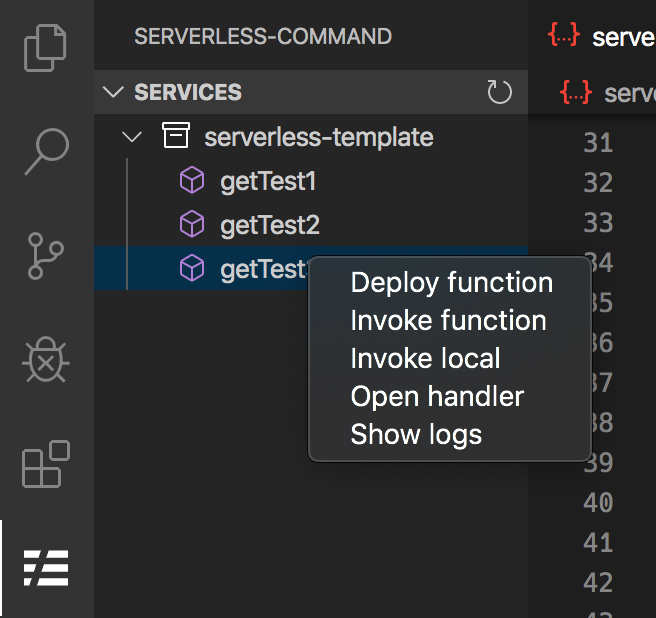 SERVERLESS-COMMAND
SERVICES
serverless-template
getTest1
getTest2
getTest
Deploy function
Invoke function
Invoke local
Open handler
Show logs
{...} serve
{...} serv
31
32
33
34
35
36
37
38
39
40
41
42